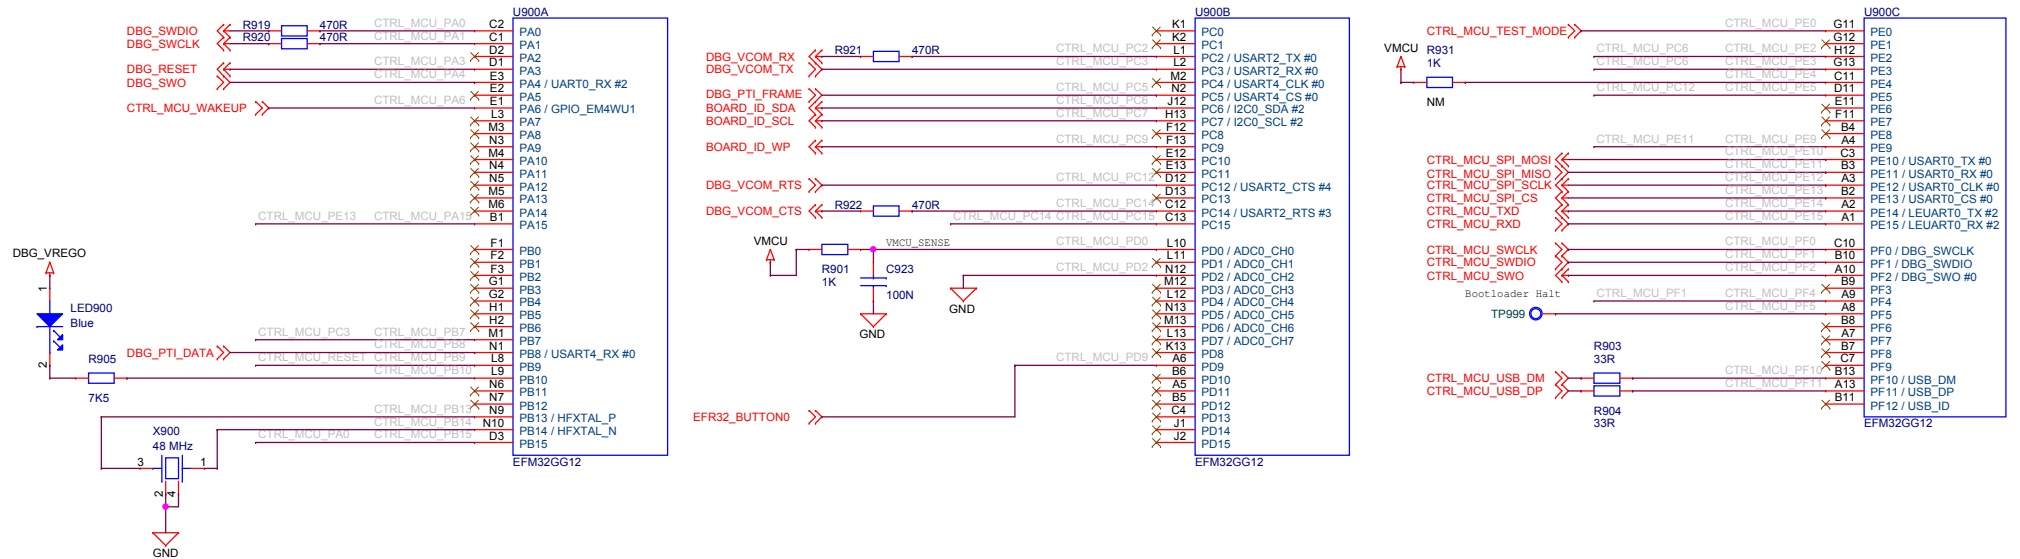 U900A
DBG_SWDIO R919 470R CTRL_MCU_PA0 C2 PA0
DBG_SWCLK R920 470R CTRL_MCU_PA1 C1 PA1
D2 PA2
DBG_RESET CTRL_MCU_PA3 D1 PA3
DBG_SWO CTRL_MCU_PA4 E3 PA4 / UART0_RX #2
E2 PA5
CTRL_MCU_WAKEUP CTRL_MCU_PA6 E1 PA6 / GPIO_EM4WU1
L3 PA7
M3 PA8
N3 PA9
M4 PA10
N4 PA11
N5 PA12
M5 PA13
M6 PA14
CTRL_MCU_PE13 CTRL_MCU_PA15 B1 PA15
F1 PB0
F2 PB1
F3 PB2
G1 PB3
G2 PB4
H1 PB5
H2 PB6
CTRL_MCU_PC3 CTRL_MCU_PB7 M1 PB7
DBG_PTI_DATA CTRL_MCU_PB8 N1 PB8 / USART4_RX #0
CTRL_MCU_RESET CTRL_MCU_PB9 L8 PB9
CTRL_MCU_PB10 L9 PB10
N6 PB11
N7 PB12
CTRL_MCU_PB13 N9 PB13 / HFXTAL_P
CTRL_MCU_PB14 N10 PB14 / HFXTAL_N
CTRL_MCU_PA0 CTRL_MCU_PB15 D3 PB15
EFM32GG12
DBG_VREGO
1
LED900
Blue
2
R905
7K5
X900
48 MHz
3 1
2 4
GND
U900B
K1 PC0
K2 PC1
DBG_VCOM_RX R921 470R CTRL_MCU_PC2 L1 PC2 / USART2_TX #0
DBG_VCOM_TX CTRL_MCU_PC3 L2 PC3 / USART2_RX #0
M2 PC4 / USART4_CLK #0
DBG_PTI_FRAME CTRL_MCU_PC5 N2 PC5 / USART4_CS #0
BOARD_ID_SDA CTRL_MCU_PC6 J12 PC6 / I2C0_SDA #2
BOARD_ID_SCL CTRL_MCU_PC7 H13 PC7 / I2C0_SCL #2
F12 PC8
BOARD_ID_WP CTRL_MCU_PC9 F13 PC9
E12 PC10
E13 PC11
DBG_VCOM_RTS CTRL_MCU_PC12 D12 PC12 / USART2_CTS #4
D13 PC13
DBG_VCOM_CTS R922 470R CTRL_MCU_PC14 C12 PC14 / USART2_RTS #3
CTRL_MCU_PC14 CTRL_MCU_PC15 C13 PC15
VMCU VMCU_SENSE CTRL_MCU_PD0 L10 PD0 / ADC0_CH0
L11 PD1 / ADC0_CH1
CTRL_MCU_PD2 N12 PD2 / ADC0_CH2
M12 PD3 / ADC0_CH3
L12 PD4 / ADC0_CH4
N13 PD5 / ADC0_CH5
M13 PD6 / ADC0_CH6
L13 PD7 / ADC0_CH7
K13 PD8
CTRL_MCU_PD9 A6 PD9
B6 PD10
A5 PD11
B5 PD12
EFR32_BUTTON0 C4 PD13
J1 PD14
J2 PD15
EFM32GG12
R901
1K
C923
100N
GND
GND
U900C
CTRL_MCU_TEST_MODE CTRL_MCU_PE0 G11 PE0
G12 PE1
CTRL_MCU_PC6 CTRL_MCU_PE2 H12 PE2
CTRL_MCU_PC6 CTRL_MCU_PE3 G13 PE3
CTRL_MCU_PE4 C11 PE4
CTRL_MCU_PC12 CTRL_MCU_PE5 D11 PE5
E11 PE6
F11 PE7
B4 PE8
CTRL_MCU_PE11 CTRL_MCU_PE9 A4 PE9
CTRL_MCU_SPI_MOSI CTRL_MCU_PE10 C3 PE10 / USART0_TX #0
CTRL_MCU_SPI_MISO CTRL_MCU_PE11 B3 PE11 / USART0_RX #0
CTRL_MCU_SPI_SCLK CTRL_MCU_PE12 A3 PE12 / USART0_CLK #0
CTRL_MCU_SPI_CS CTRL_MCU_PE13 B2 PE13 / USART0_CS #0
CTRL_MCU_TXD CTRL_MCU_PE14 A2 PE14 / LEUART0_TX #2
CTRL_MCU_RXD CTRL_MCU_PE15 A1 PE15 / LEUART0_RX #2
CTRL_MCU_SWCLK CTRL_MCU_PF0 C10 PF0 / DBG_SWCLK
CTRL_MCU_SWDIO CTRL_MCU_PF1 B10 PF1 / DBG_SWDIO
CTRL_MCU_SWO CTRL_MCU_PF2 A10 PF2 / DBG_SWO #0
B9 PF3
Bootloader Halt CTRL_MCU_PF1 CTRL_MCU_PF4 A9 PF4
TP999 CTRL_MCU_PF5 A8 PF5
B8 PF6
A7 PF7
B7 PF8
C7 PF9
CTRL_MCU_USB_DM CTRL_MCU_PF10 B13 PF10 / USB_DM
CTRL_MCU_USB_DP CTRL_MCU_PF11 A13 PF11 / USB_DP
B11 PF12 / USB_ID
EFM32GG12
VMCU
R931
1K
NM
R903
33R
R904
33R